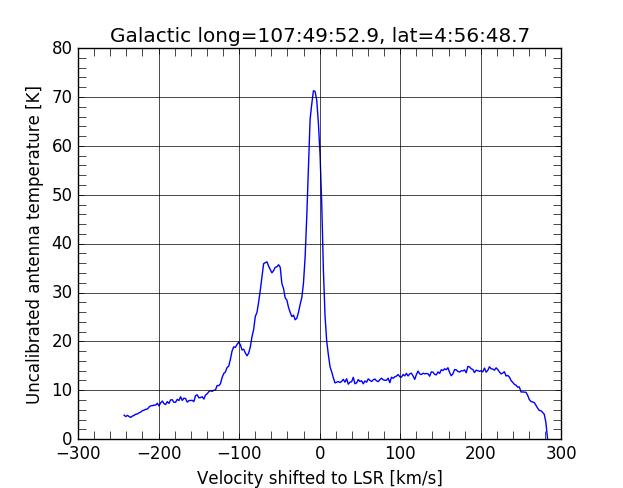 Galactic long=107:49:52.9, lat=4:56:48.7
80
70
60
50
40
30
20
10
0
Uncalibrated antenna temperature [K]
−300 −200 −100 0 100 200 300
Velocity shifted to LSR [km/s]